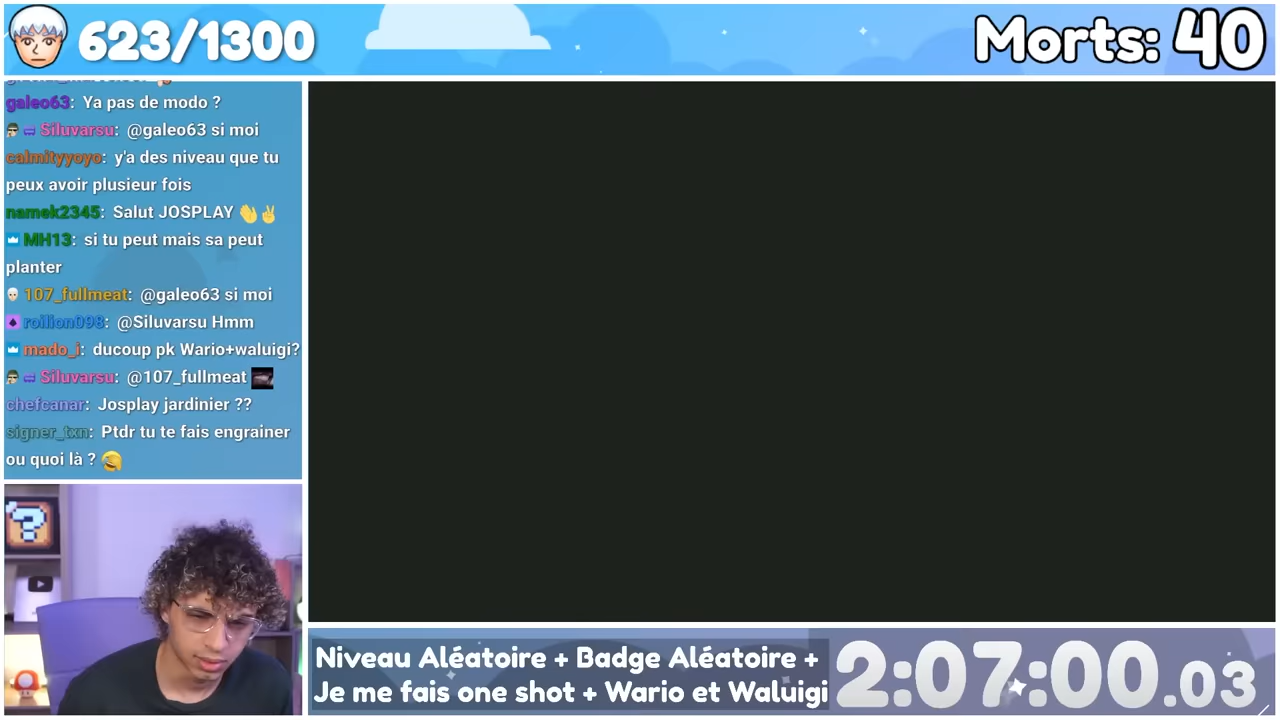 623/1300
Morts: 40
galeo63: Ya pas de modo ?
Siluvarsu: @galeo63 si moi
calmityyoyo: y'a des niveau que tu
peux avoir plusieur fois
namek2345: Salut JOSPLAY 👋✌
MH13: si tu peut mais sa peut
planter
107_fullmeat: @galeo63 si moi
roilion098: @Siluvarsu Hmm
mado_i: ducoup pk Wario+waluigi?
Siluvarsu: @107_fullmeat
chefcanar: Josplay jardinier ??
signer_txn: Ptdr tu te fais engrainer
ou quoi là ?
Niveau Aléatoire + Badge Aléatoire +
Je me fais one shot + Wario et Waluigi
2:07:00.03